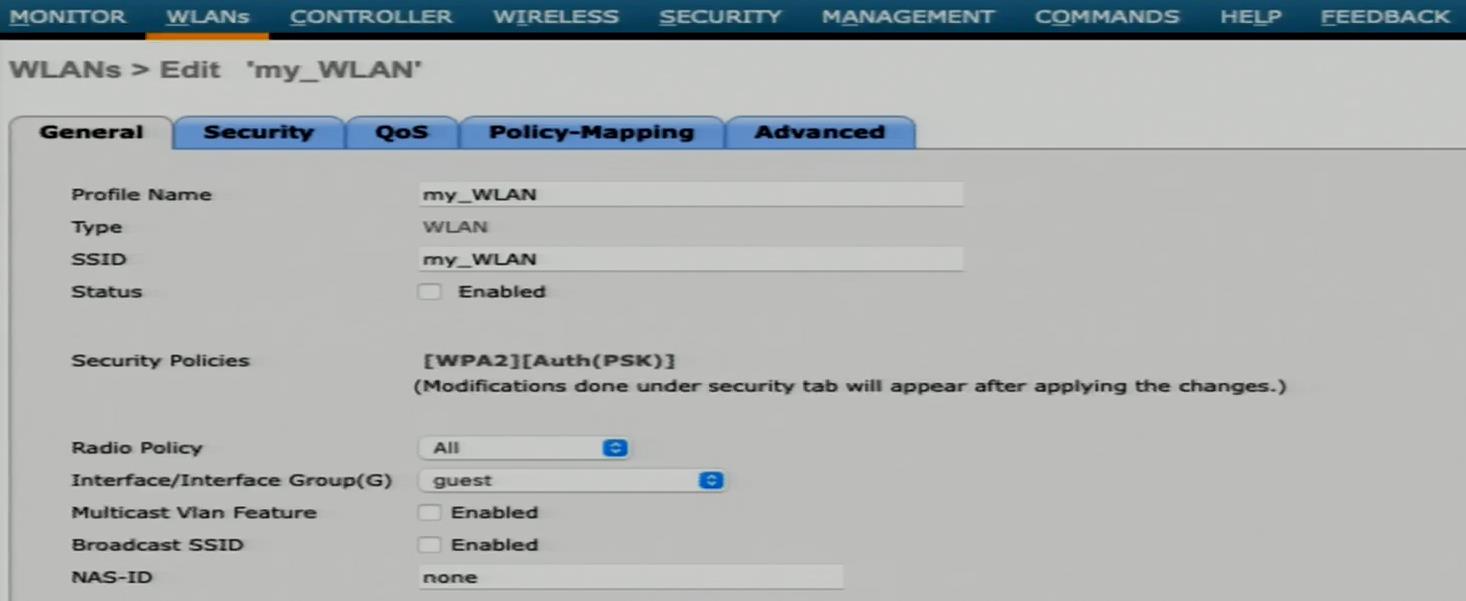 MONITOR WLANs CONTROLLER WIRELESS SECURITY MANAGEMENT COMMANDS HELP FEEDBACK
WLANs > Edit 'my_WLAN'
General Security QoS Policy-Mapping Advanced
Profile Name my_WLAN
Type WLAN
SSID my_WLAN
Status Enabled
Security Policies [WPA2][Auth(PSK)]
(Modifications done under security tab will appear after applying the changes.)
Radio Policy All
Interface/Interface Group(G) guest
Multicast Vlan Feature Enabled
Broadcast SSID Enabled
NAS-ID none